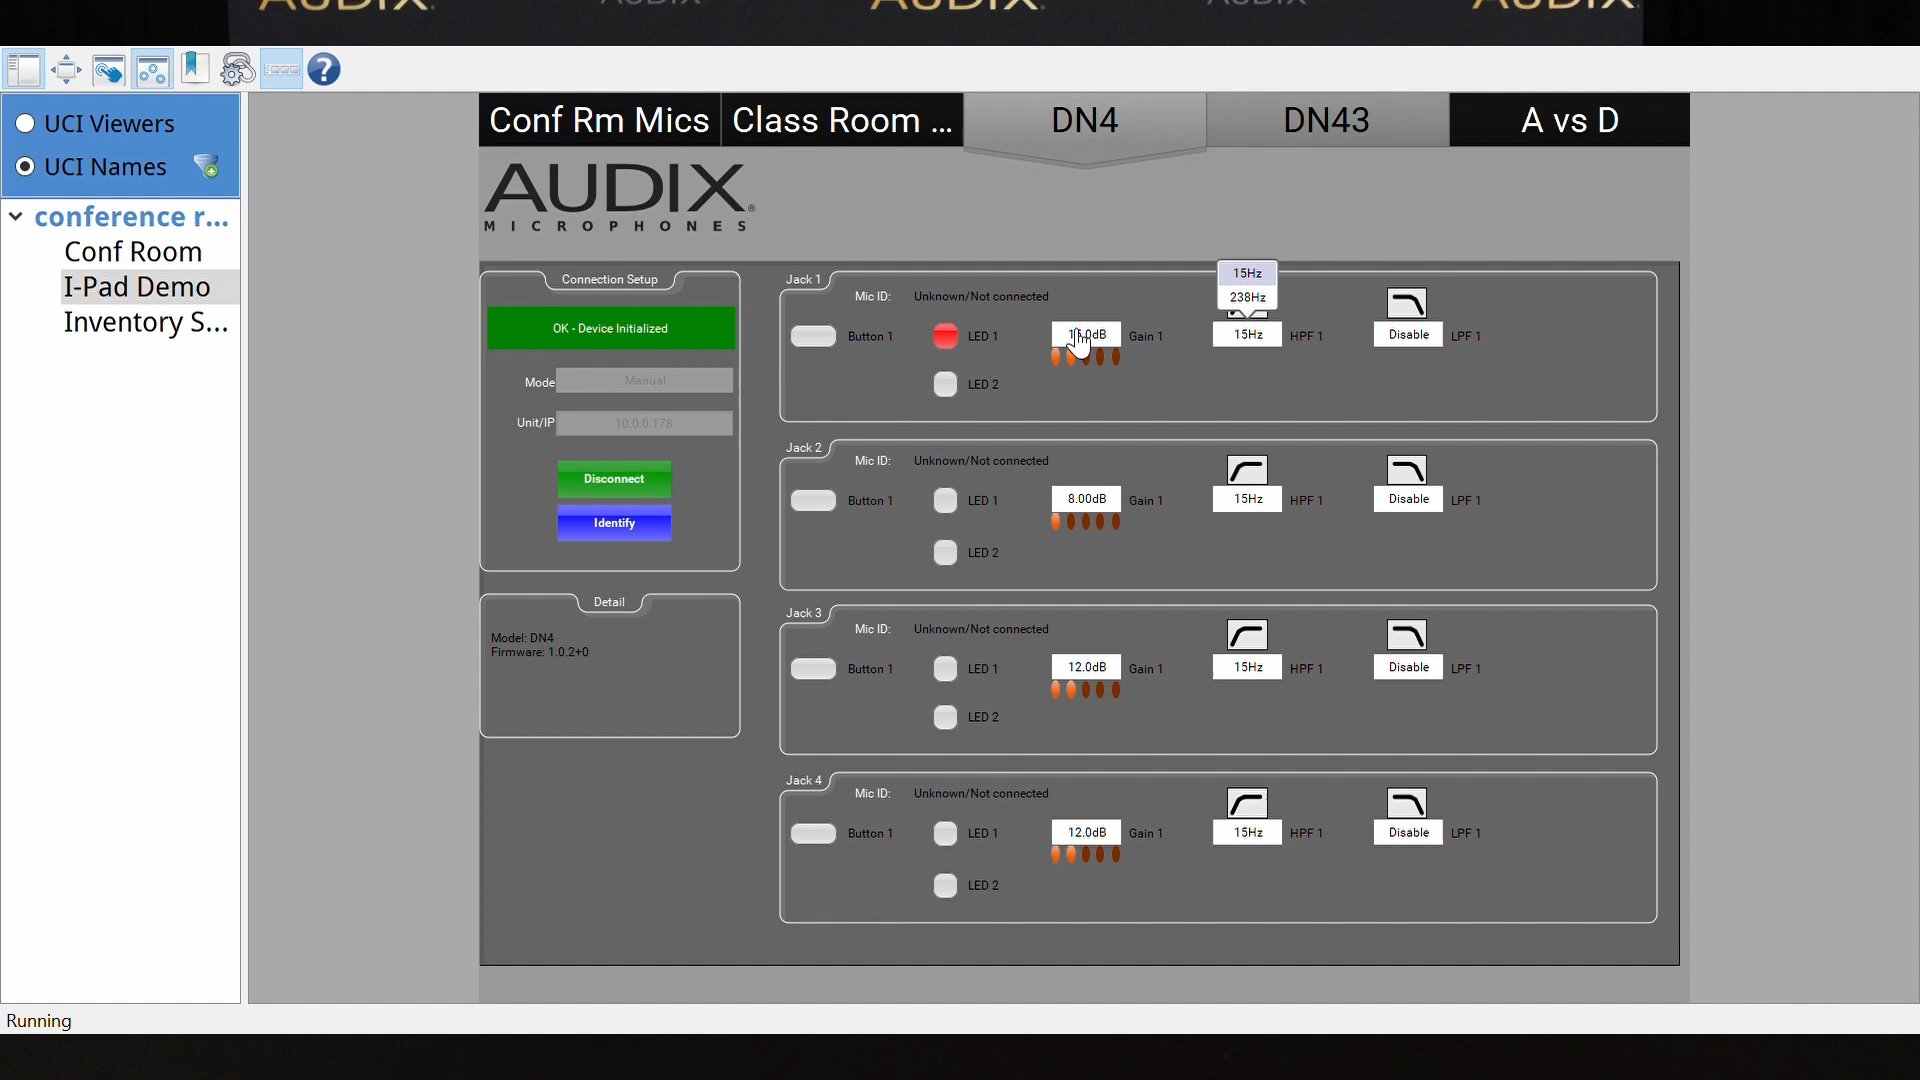 UCI Viewers
UCI Names
conference r...
Conf Room
I-Pad Demo
Inventory S...
Conf Rm Mics
Class Room ...
DN4
DN43
A vs D
AUDIX®
MICROPHONES
Connection Setup
OK - Device Initialized
Mode
Manual
Unit/IP
10.0.0.178
Disconnect
Identify
Detail
Model: DN4
Firmware: 1.0.2+0
Jack 1
Mic ID:
Unknown/Not connected
15Hz
238Hz
Button 1
LED 1
Gain 1
15Hz
HPF 1
Disable
LPF 1
LED 2
Jack 2
Mic ID:
Unknown/Not connected
Button 1
LED 1
8.00dB
Gain 1
15Hz
HPF 1
Disable
LPF 1
LED 2
Jack 3
Mic ID:
Unknown/Not connected
Button 1
LED 1
12.0dB
Gain 1
15Hz
HPF 1
Disable
LPF 1
LED 2
Jack 4
Mic ID:
Unknown/Not connected
Button 1
LED 1
12.0dB
Gain 1
15Hz
HPF 1
Disable
LPF 1
LED 2
Running